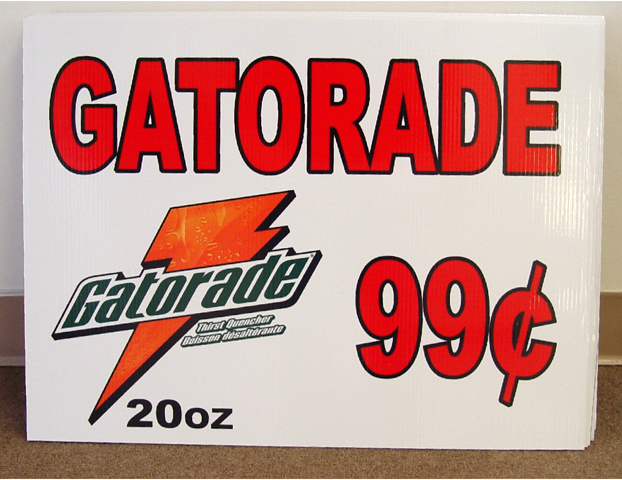 GATORADE
Gatorade
Thirst Quencher
Boisson désaltérante
99¢
20oz